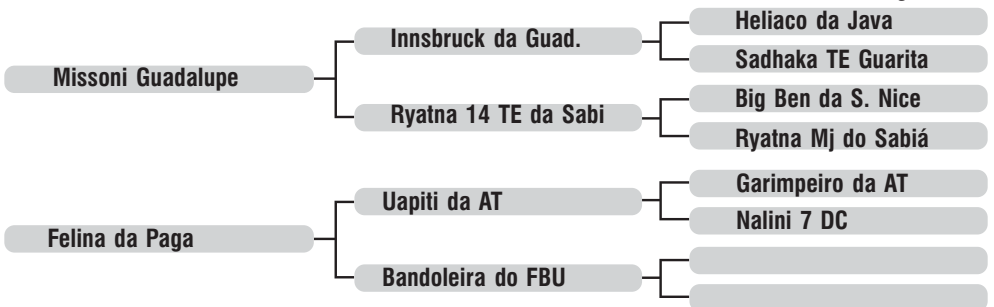 Heliaco da Java
Innsbruck da Guad.
Sadhaka TE Guarita
Missoni Guadalupe
Big Ben da S. Nice
Ryatna 14 TE da Sabi
Ryatna Mj do Sabiá
Garimpeiro da AT
Uapiti da AT
Nalini 7 DC
Felina da Paga
Bandoleira do FBU